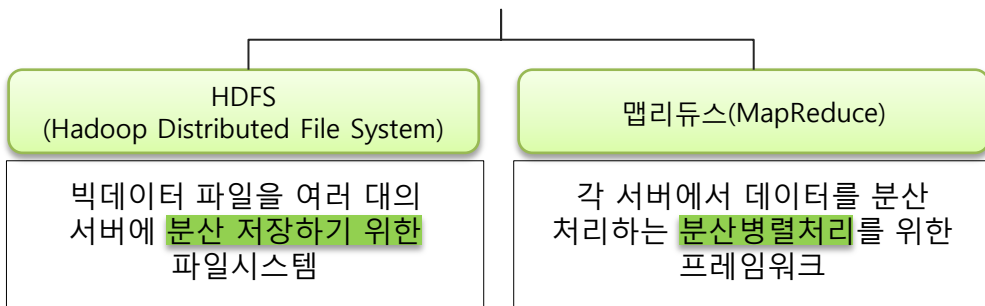 HDFS
(Hadoop Distributed File System)
빅데이터 파일을 여러 대의
서버에 분산 저장하기 위한
파일시스템
맵리듀스(MapReduce)
각 서버에서 데이터를 분산
처리하는 분산병렬처리를 위한
프레임워크